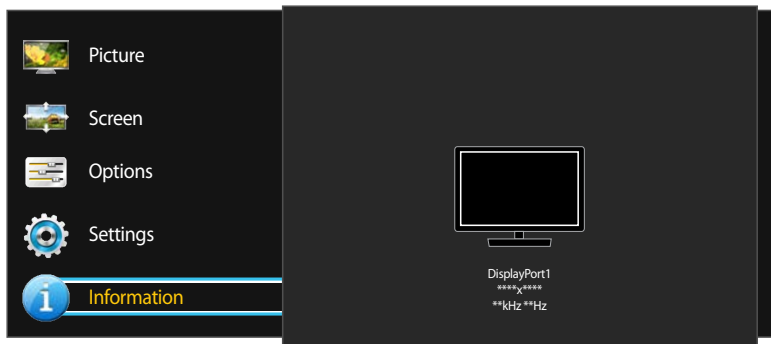 Picture
Screen
Options
Settings
Information
DisplayPort1
****x****
**kHz **Hz